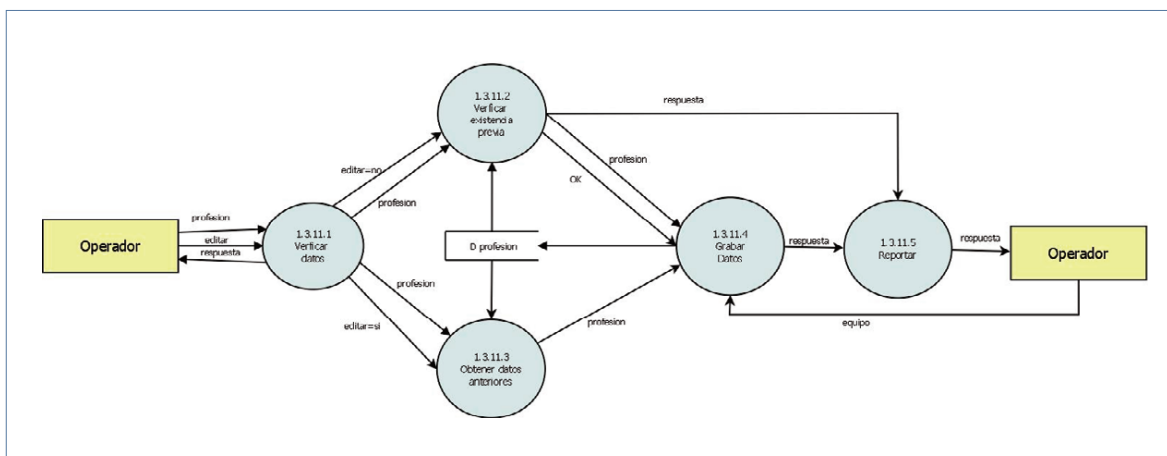 1.3.11.2
Verficar
existencia
previa
respuesta
profesion
OK
editar=no
profesion
profesion
editar
respuesta
Operador
1.3.11.1
Verficar
datos
D profesion
1.3.11.4
Grabar
Datos
respuesta
1.3.11.5
Reportar
respuesta
Operador
profesion
editar=si
profesion
equipo
1.3.11.3
Obtener datos
anteriores